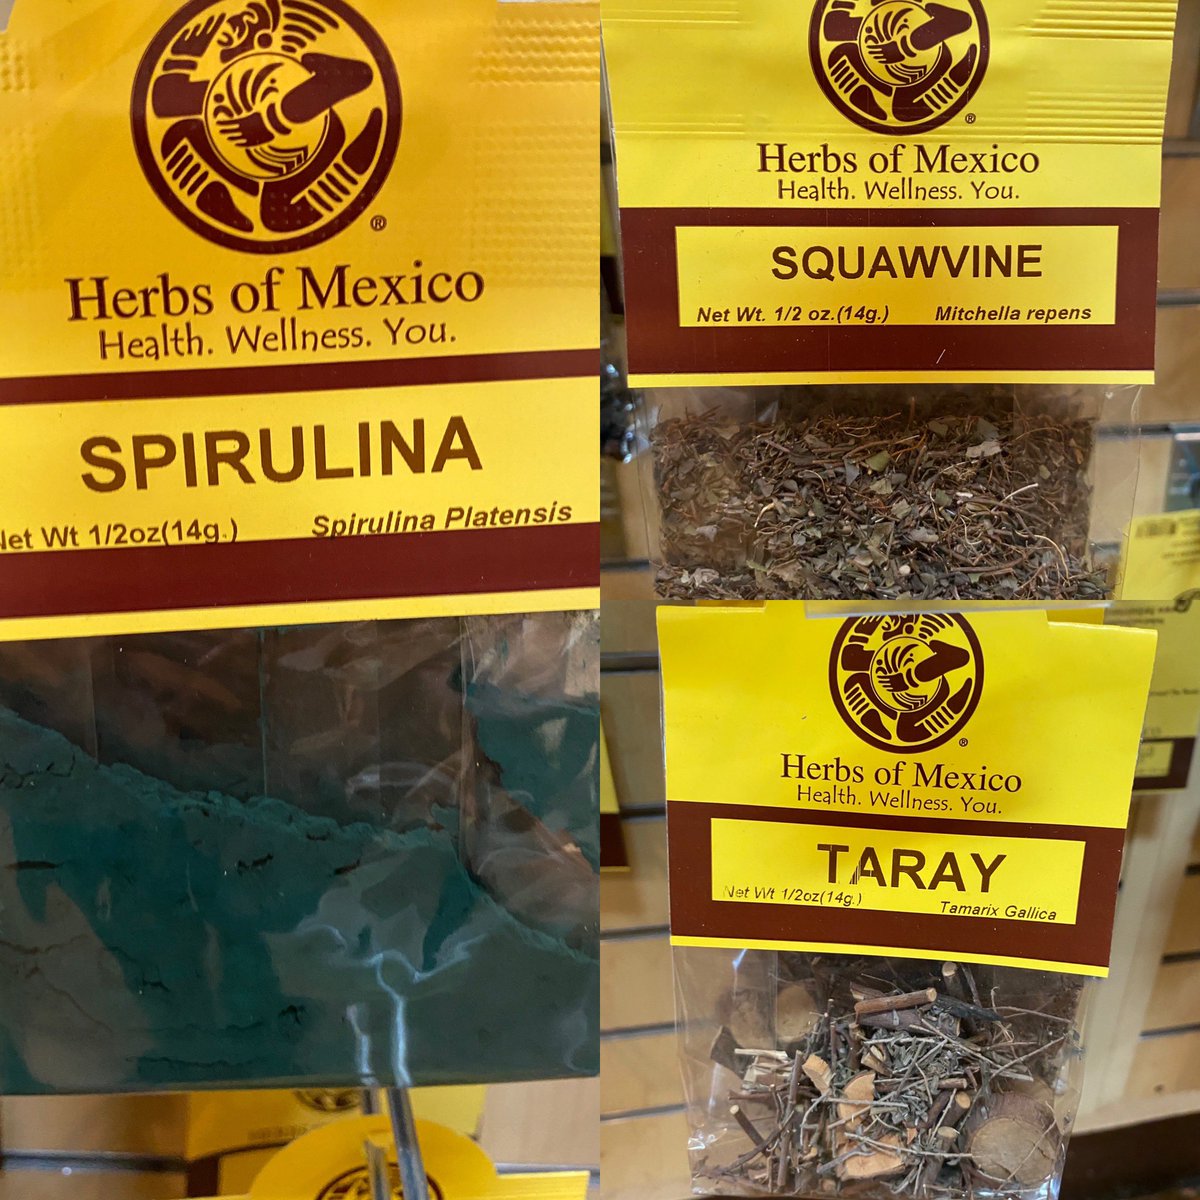 ®
Herbs of Mexico
Health. Wellness. You.
SPIRULINA
Net Wt 1/2oz(14g.) Spirulina Platensis
®
Herbs of Mexico
Health. Wellness. You.
SQUAWVINE
Net Wt. 1/2 oz.(14g.) Mitchella repens
®
Herbs of Mexico
Health. Wellness. You.
TARAY
Net Wt 1/2oz(14g.) Tamarix Gallica